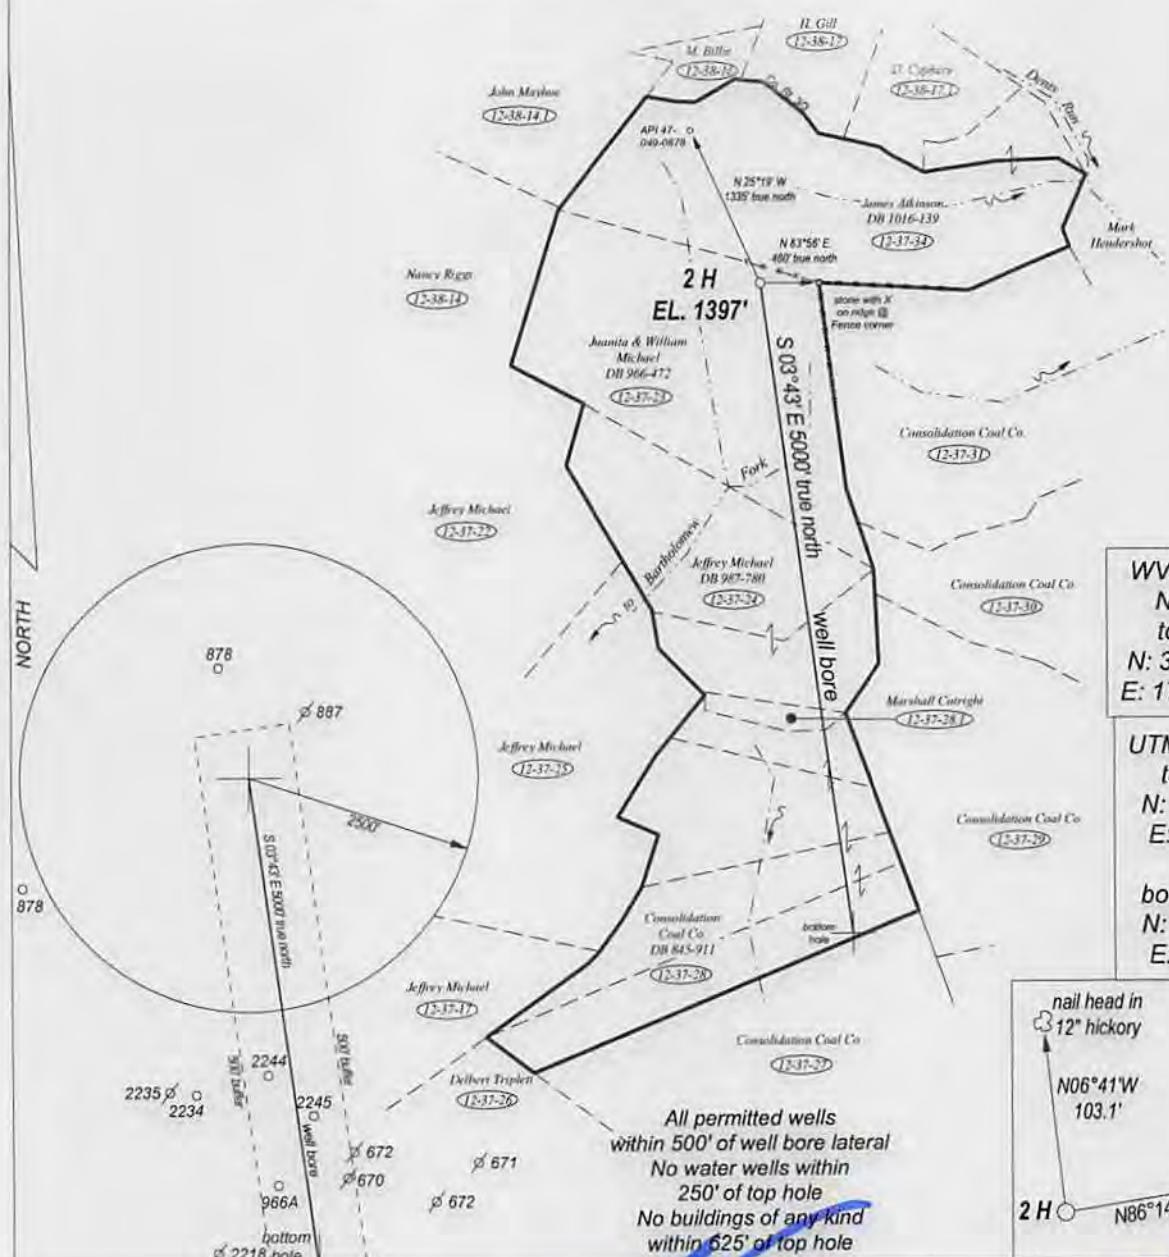 H. Gill
12-38-17
M. Billie
12-38-16
Co. Rt. 30
12-38-17.1
Dents Run
John Mayhue
12-38-14.1
API 47-
049-0878
N 25°19' W
1335' true north
James Atkinson
DB 1016-139
12-37-34
Mark
Hendershot
N 83°56' E
460' true north
Nancy Riggs
12-38-14
2 H
EL. 1397'
stone with X
on ridge @
Fence corner
Juanita & William
Michael
DB 966-472
12-37-23
S 03°43' E 5000' true north
Consolidation Coal Co.
12-37-31
Fork
Jeffrey Michael
12-37-22
to Bartholomew
Jeffrey Michael
DB 987-780
12-37-24
Consolidation Coal Co.
12-37-30
WV
N
to
N: 3
E: 1
NORTH
878
887
well bore
Marshall Cutright
12-37-28.1
Jeffrey Michael
12-37-25
UTM
t
N:
E:
bo
N:
E:
2500'
S 03°43' E 5000' true north
Consolidation Coal Co.
12-37-29
878
Consolidation
Coal Co.
DB 845-911
12-37-28
bottom
hole
Jeffrey Michael
12-37-17
nail head in
12" hickory
N06°41'W
103.1'
2 H
N86°14
Consolidation Coal Co.
12-37-27
Delbert Triplett
12-37-26
500' buffer
500' buffer
2244
2235
2234
2245
well bore
672
670
671
672
966A
bottom
hole
2218
All permitted wells
within 500' of well bore lateral
No water wells within
250' of top hole
No buildings of any kind
within 625' of top hole